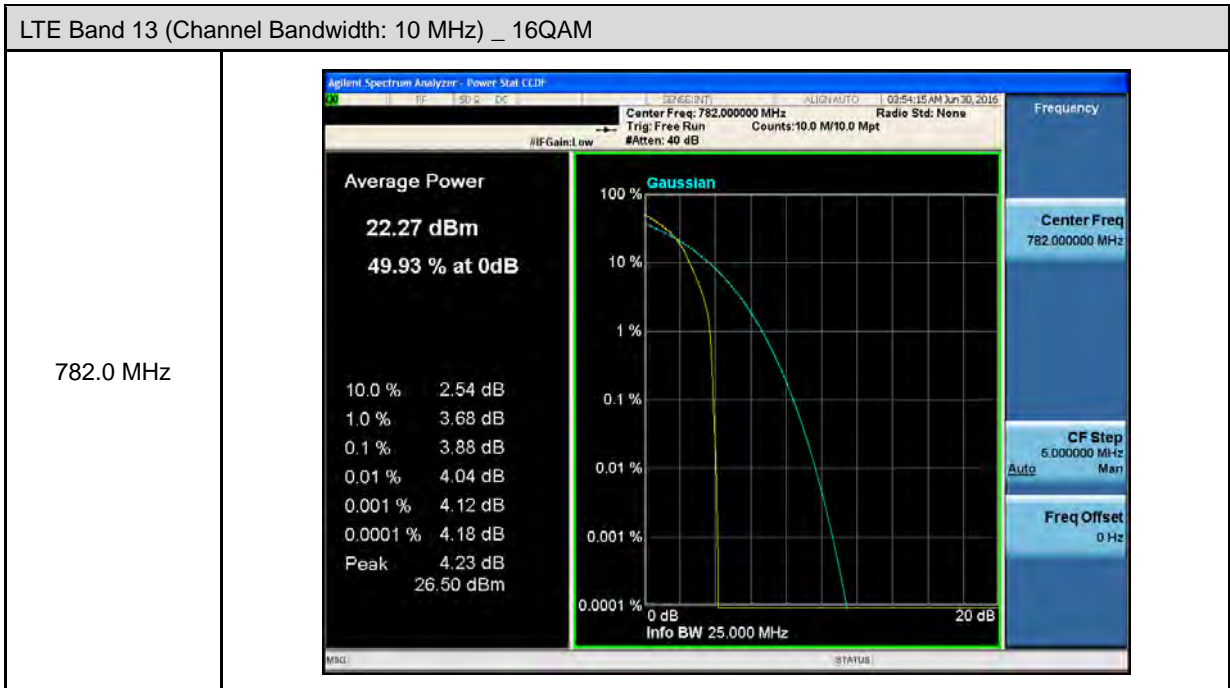 LTE Band 13 (Channel Bandwidth: 10 MHz) _ 16QAM
782.0 MHz
Agilent Spectrum Analyzer - Power Stat CCDF
RF 50 Ω DC SENSE:INT ALIGN AUTO 03:54:15 AM Jun 30, 2016
Center Freq: 782.000000 MHz Radio Std: None
Trig: Free Run Counts:10.0 M/10.0 Mpt
#IFGain:Low #Atten: 40 dB
Average Power
22.27 dBm
49.93 % at 0dB
10.0 % 2.54 dB
1.0 % 3.68 dB
0.1 % 3.88 dB
0.01 % 4.04 dB
0.001 % 4.12 dB
0.0001 % 4.18 dB
Peak 4.23 dB
26.50 dBm
Gaussian
100 %
10 %
1 %
0.1 %
0.01 %
0.001 %
0.0001 %
0 dB 20 dB
Info BW 25.000 MHz
Frequency
Center Freq
782.000000 MHz
CF Step
5.000000 MHz
Auto Man
Freq Offset
0 Hz
MSG STATUS